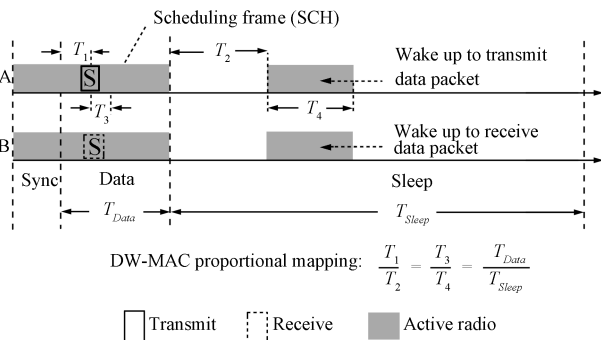 Scheduling frame (SCH)
T1
T2
A
S
Wake up to transmit
data packet
T3
T4
B
S
Wake up to receive
data packet
Sync
Data
Sleep
TData
TSleep
DW-MAC proportional mapping: T1/T2 = T3/T4 = TData/TSleep
Transmit
Receive
Active radio